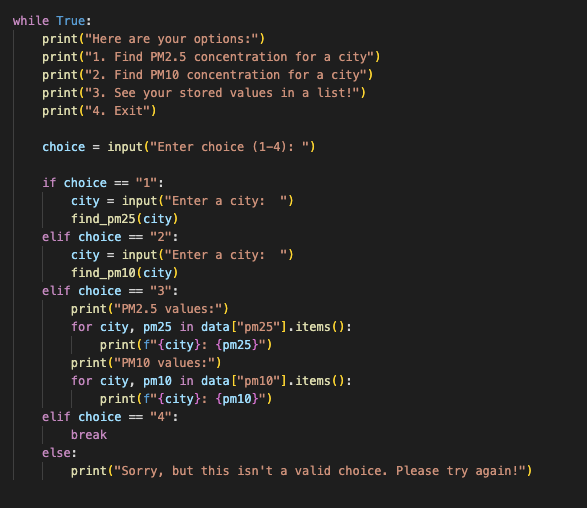 while True:
    print("Here are your options:")
    print("1. Find PM2.5 concentration for a city")
    print("2. Find PM10 concentration for a city")
    print("3. See your stored values in a list!")
    print("4. Exit")

    choice = input("Enter choice (1-4): ")

    if choice == "1":
        city = input("Enter a city:  ")
        find_pm25(city)
    elif choice == "2":
        city = input("Enter a city:  ")
        find_pm10(city)
    elif choice == "3":
        print("PM2.5 values:")
        for city, pm25 in data["pm25"].items():
            print(f"{city}: {pm25}")
        print("PM10 values:")
        for city, pm10 in data["pm10"].items():
            print(f"{city}: {pm10}")
    elif choice == "4":
        break
    else:
        print("Sorry, but this isn't a valid choice. Please try again!")